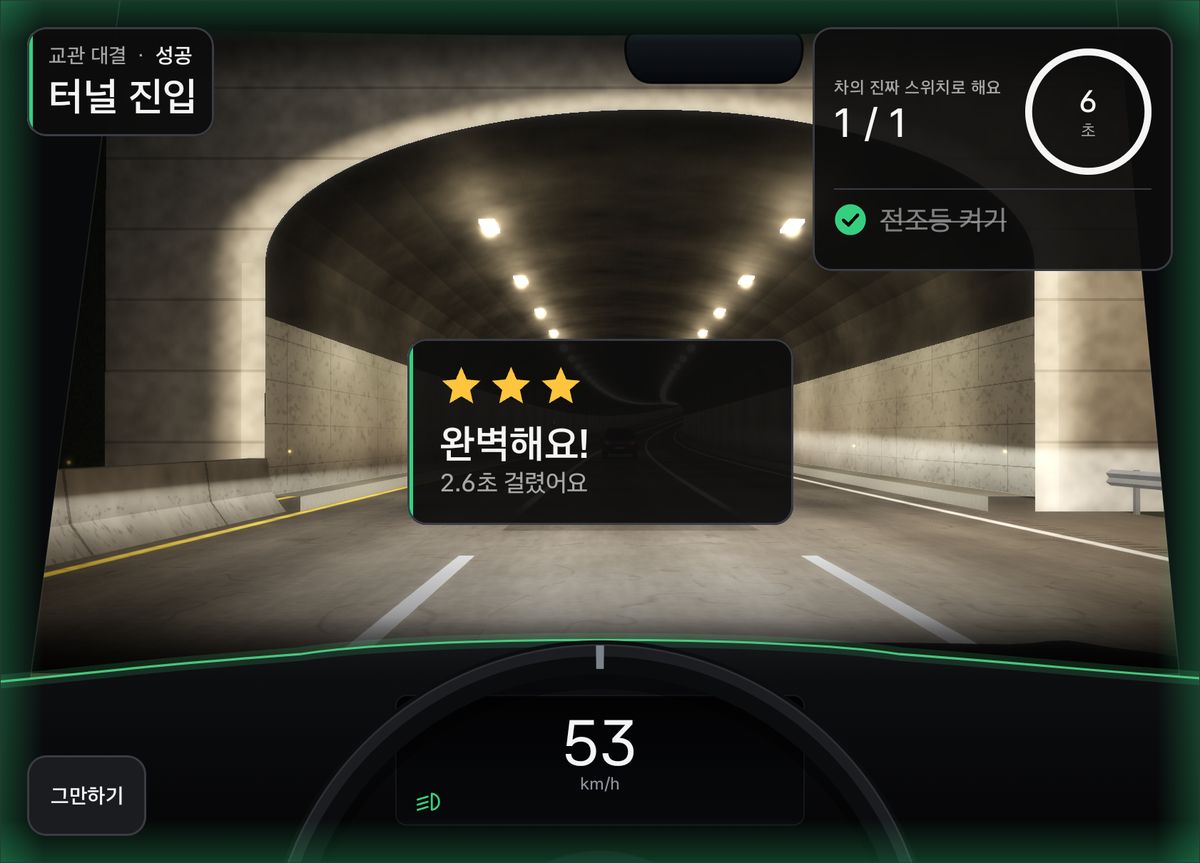 교관 대결 · 성공
터널 진입
차의 진짜 스위치로 해요
1 / 1
6
초
전조등 켜기
완벽해요!
2.6초 걸렸어요
53
km/h
그만하기